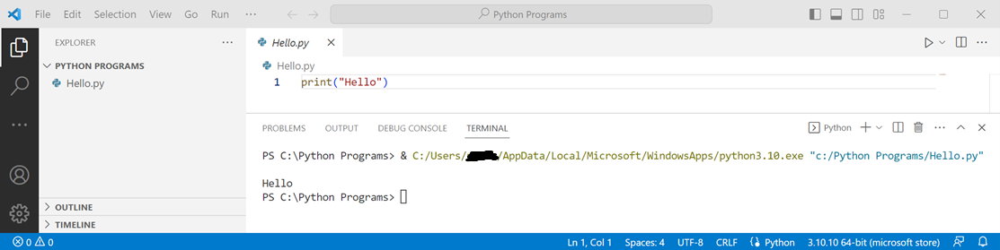 File Edit Selection View Go Run ··· Python Programs
EXPLORER ···
PYTHON PROGRAMS
Hello.py
OUTLINE
TIMELINE
Hello.py
Hello.py
1 print("Hello")
PROBLEMS OUTPUT DEBUG CONSOLE TERMINAL Python
PS C:\Python Programs> & C:/Users/ /AppData/Local/Microsoft/WindowsApps/python3.10.exe "c:/Python Programs/Hello.py"
Hello
PS C:\Python Programs>
0 0 Ln 1, Col 1 Spaces: 4 UTF-8 CRLF Python 3.10.10 64-bit (microsoft store)